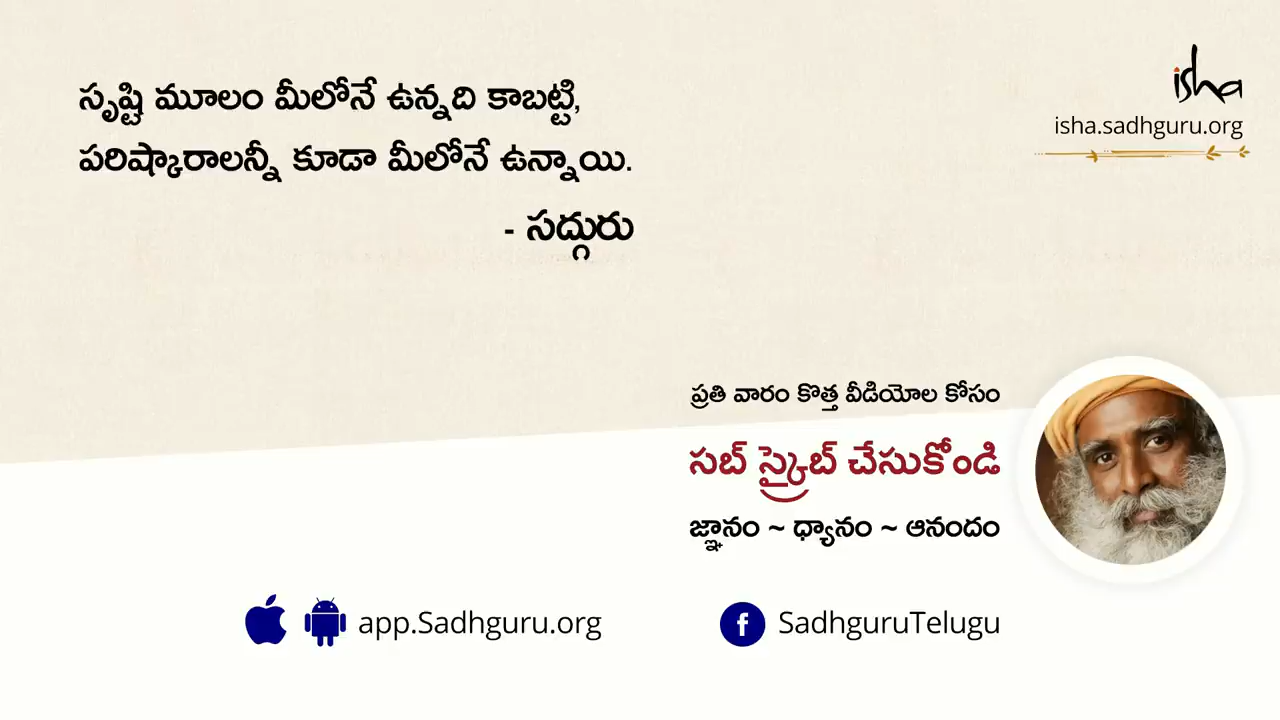 సృష్టి మూలం మీలోనే ఉన్నది కాబట్టి,
పరిష్కారాలన్నీ కూడా మీలోనే ఉన్నాయి.
- సద్గురు
isha
isha.sadhguru.org
ప్రతి వారం కొత్త వీడియోల కోసం
సబ్ స్క్రైబ్ చేసుకోండి
జ్ఞానం ~ ధ్యానం ~ ఆనందం
app.Sadhguru.org
SadhguruTelugu